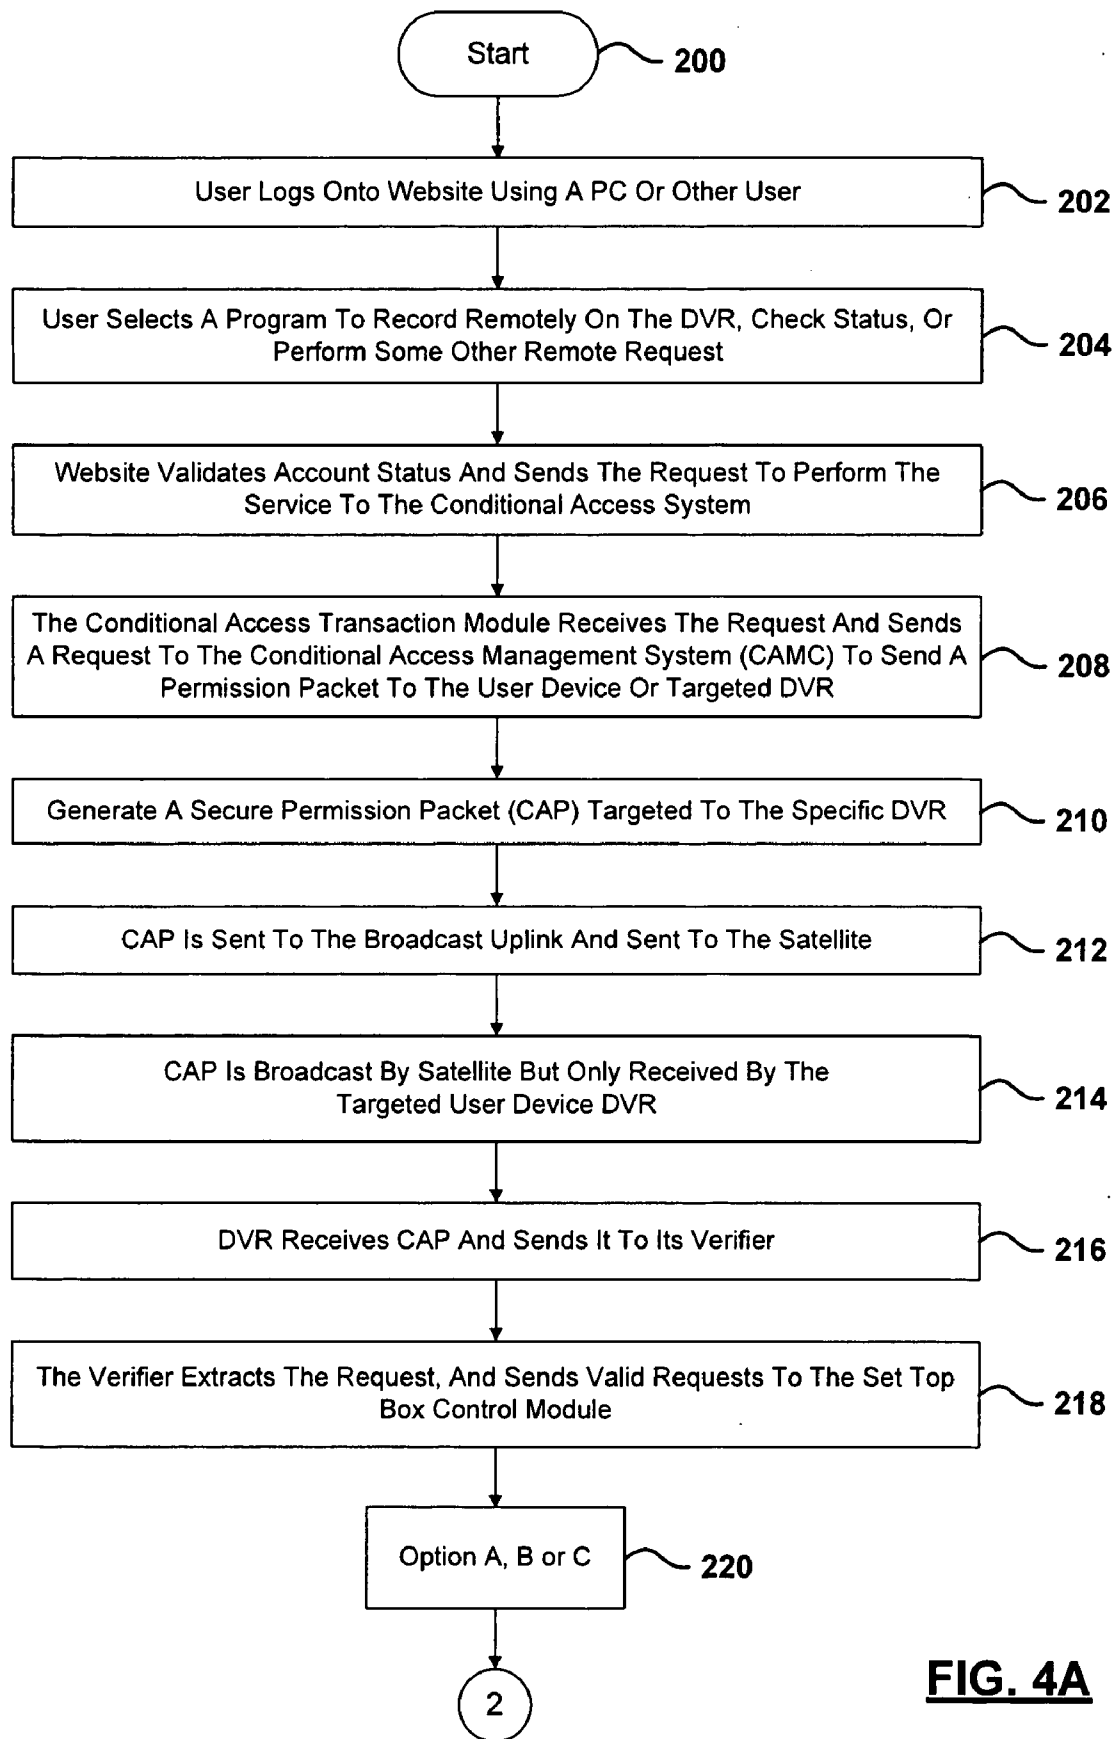 Start
200
User Logs Onto Website Using A PC Or Other User
202
User Selects A Program To Record Remotely On The DVR, Check Status, Or
Perform Some Other Remote Request
204
Website Validates Account Status And Sends The Request To Perform The
Service To The Conditional Access System
206
The Conditional Access Transaction Module Receives The Request And Sends
A Request To The Conditional Access Management System (CAMC) To Send A
Permission Packet To The User Device Or Targeted DVR
208
Generate A Secure Permission Packet (CAP) Targeted To The Specific DVR
210
CAP Is Sent To The Broadcast Uplink And Sent To The Satellite
212
CAP Is Broadcast By Satellite But Only Received By The
Targeted User Device DVR
214
DVR Receives CAP And Sends It To Its Verifier
216
The Verifier Extracts The Request, And Sends Valid Requests To The Set Top
Box Control Module
218
Option A, B or C
220
2
FIG. 4A